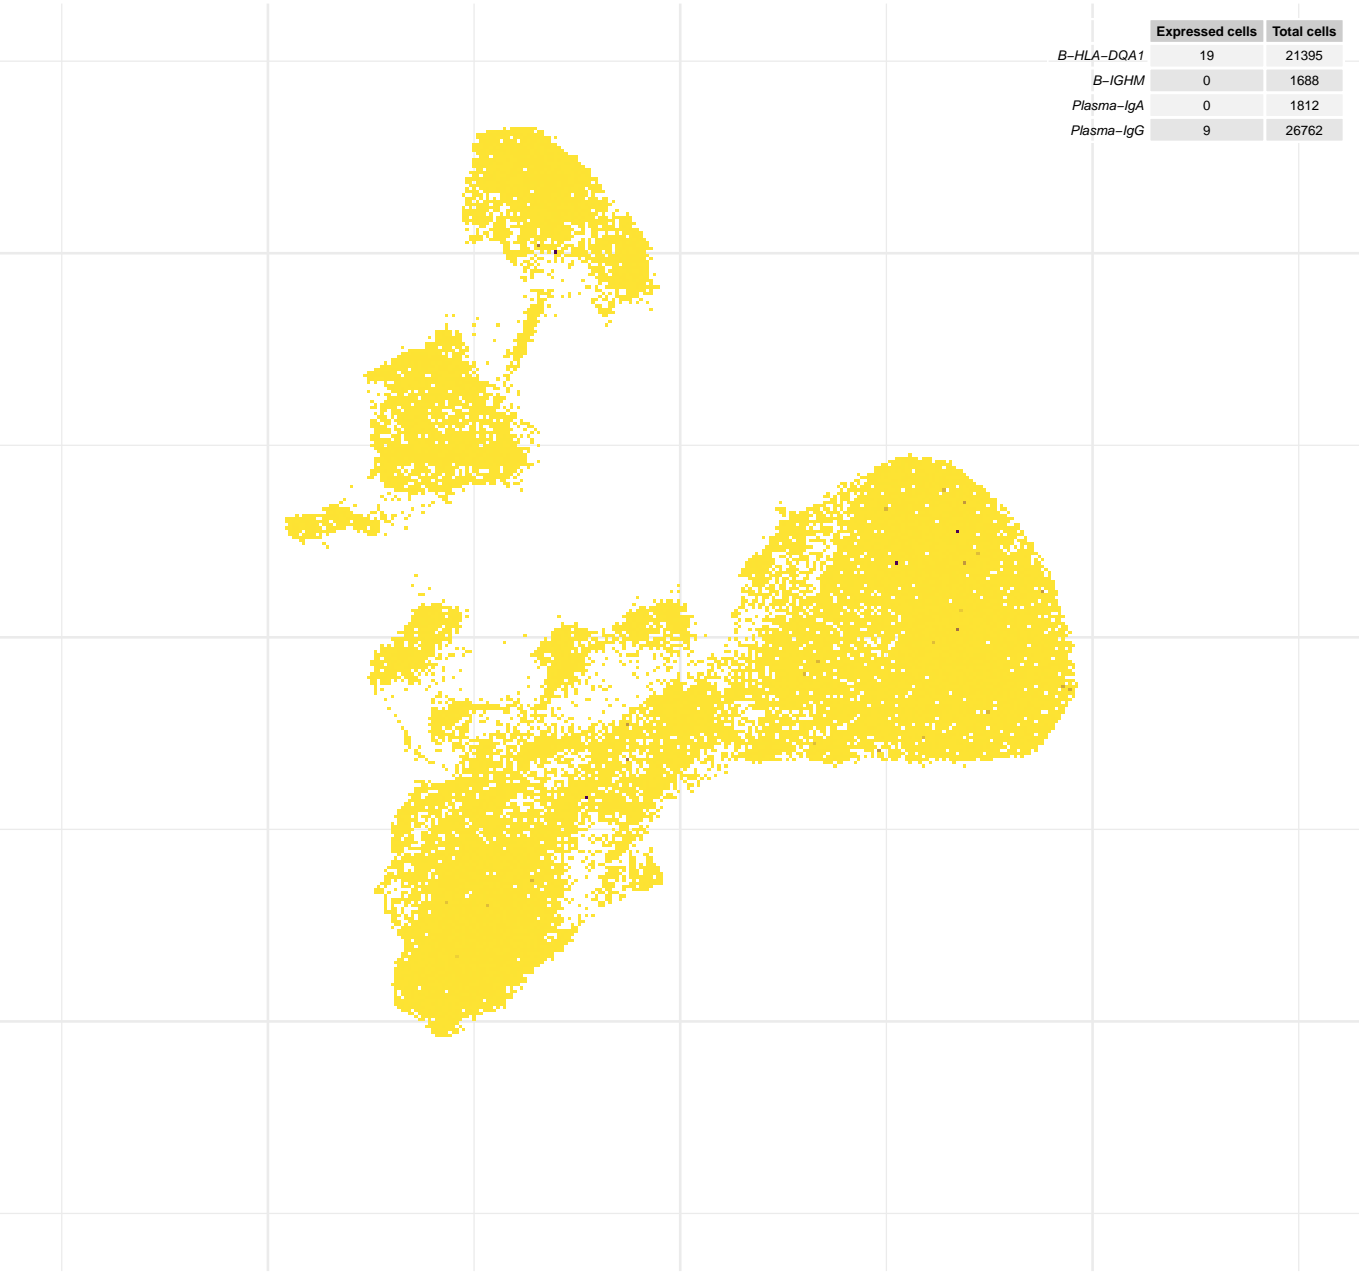 Expressed cells Total cells
B−HLA−DQA1 19 21395
B−IGHM 0 1688
Plasma−IgA 0 1812
Plasma−IgG 9 26762